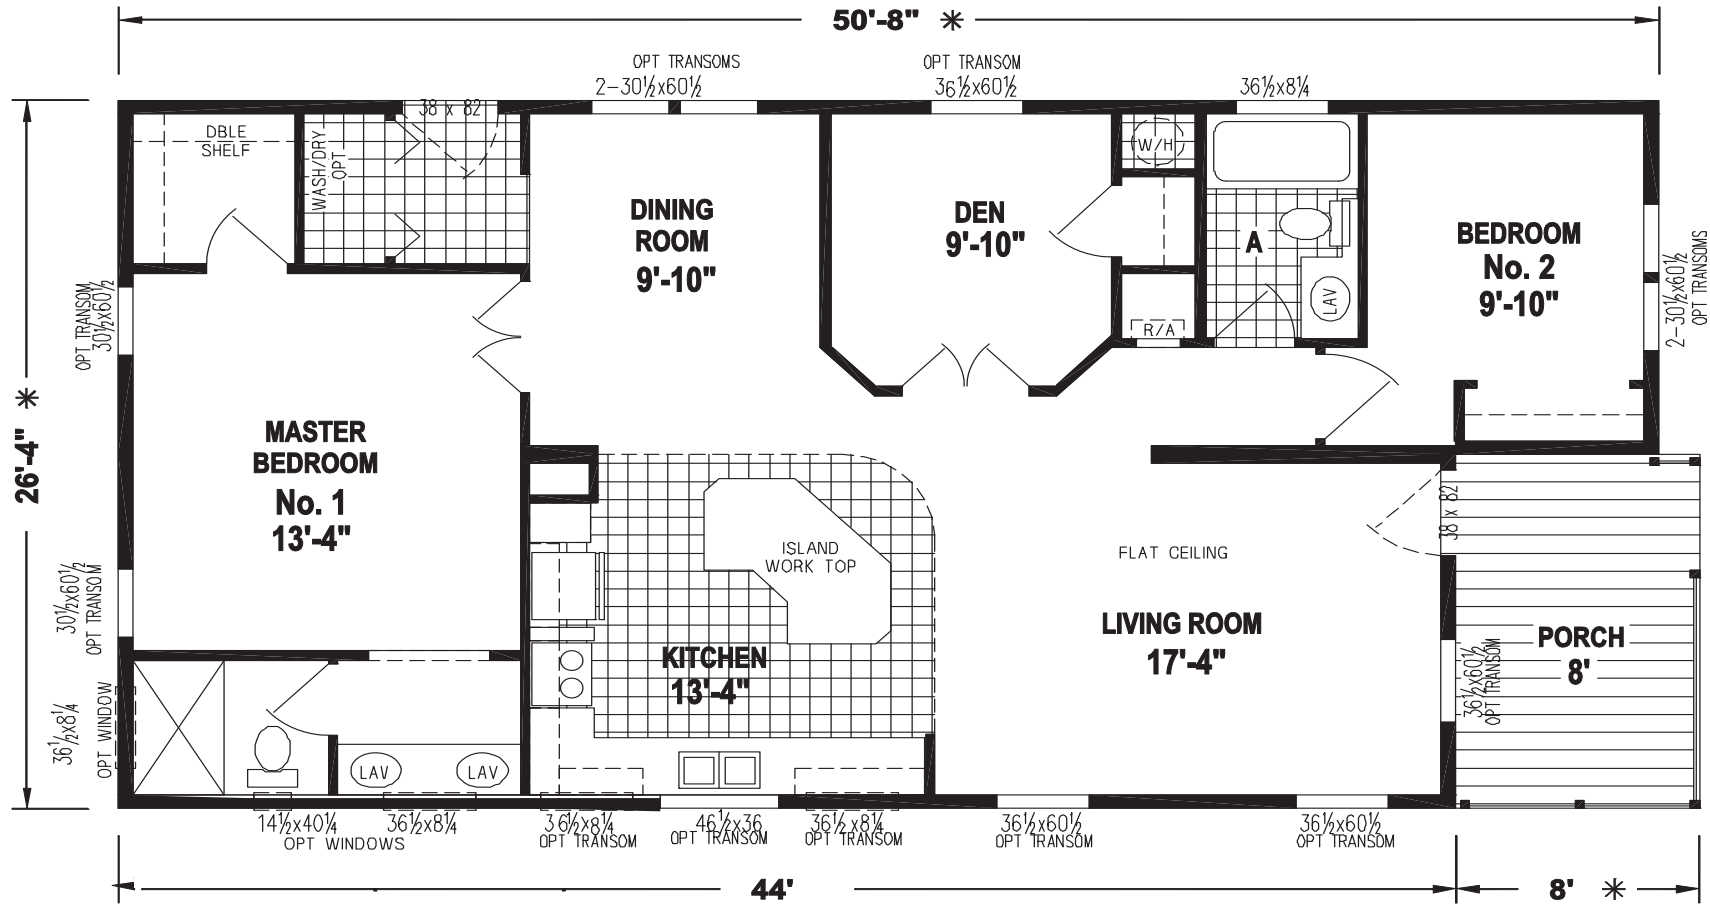 50'-8" ✳
OPT TRANSOMS
2-30½x60½
OPT TRANSOM
36½x60½
36½x8¼
38 x 82
DBLE
SHELF
WASH/DRY
OPT
W/H
DINING
ROOM
9'-10"
DEN
9'-10"
A
LAV
R/A
BEDROOM
No. 2
9'-10"
2-30½x60½
OPT TRANSOMS
OPT TRANSOM
30½x60½
26'-4" ✳
MASTER
BEDROOM
No. 1
13'-4"
30½x60½
OPT TRANSOM
ISLAND
WORK TOP
FLAT CEILING
38 x 82
KITCHEN
13'-4"
LIVING ROOM
17'-4"
PORCH
8'
36½x60½
OPT TRANSOM
36½x8¼
OPT WINDOW
LAV
LAV
14½x40¼
36½x8¼
OPT WINDOWS
36½x8¼
OPT TRANSOM
46½x36
OPT TRANSOM
36½x8¼
OPT TRANSOM
36½x60½
OPT TRANSOM
36½x60½
OPT TRANSOM
44'
8' ✳